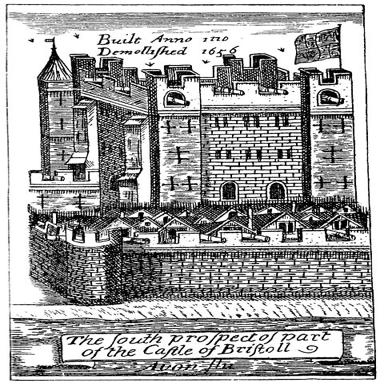 Built Anno 1110
Demollished 1656
The ſouth proſpect of part
of the Caſtle of Briſtoll
Avon flu